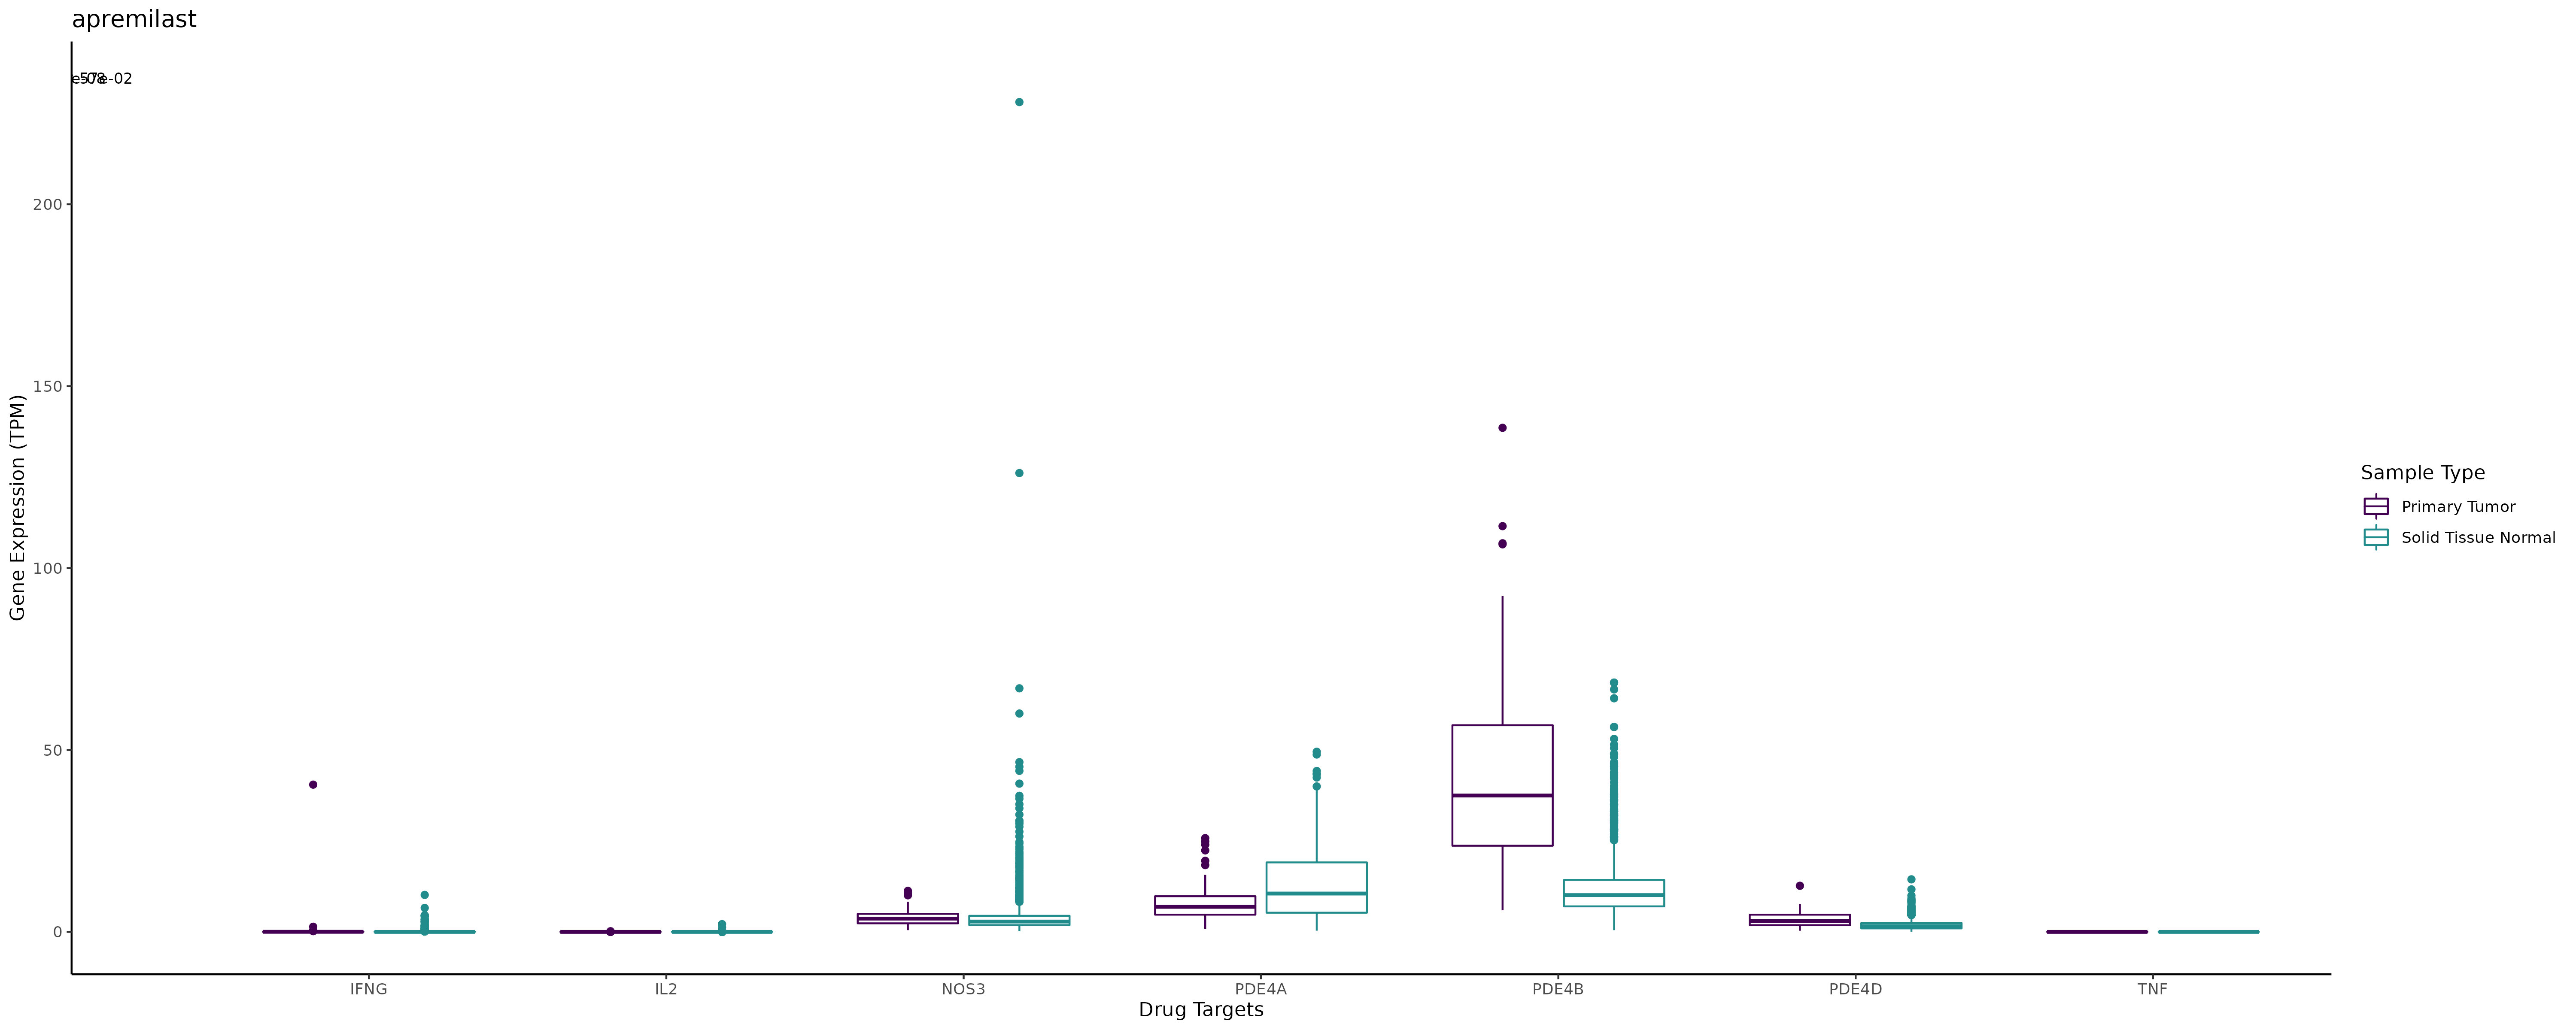 apremilast
200
150
100
50
0
Gene Expression (TPM)
IFNG
IL2
NOS3
PDE4A
PDE4B
PDE4D
TNF
Drug Targets
Sample Type
Primary Tumor
Solid Tissue Normal